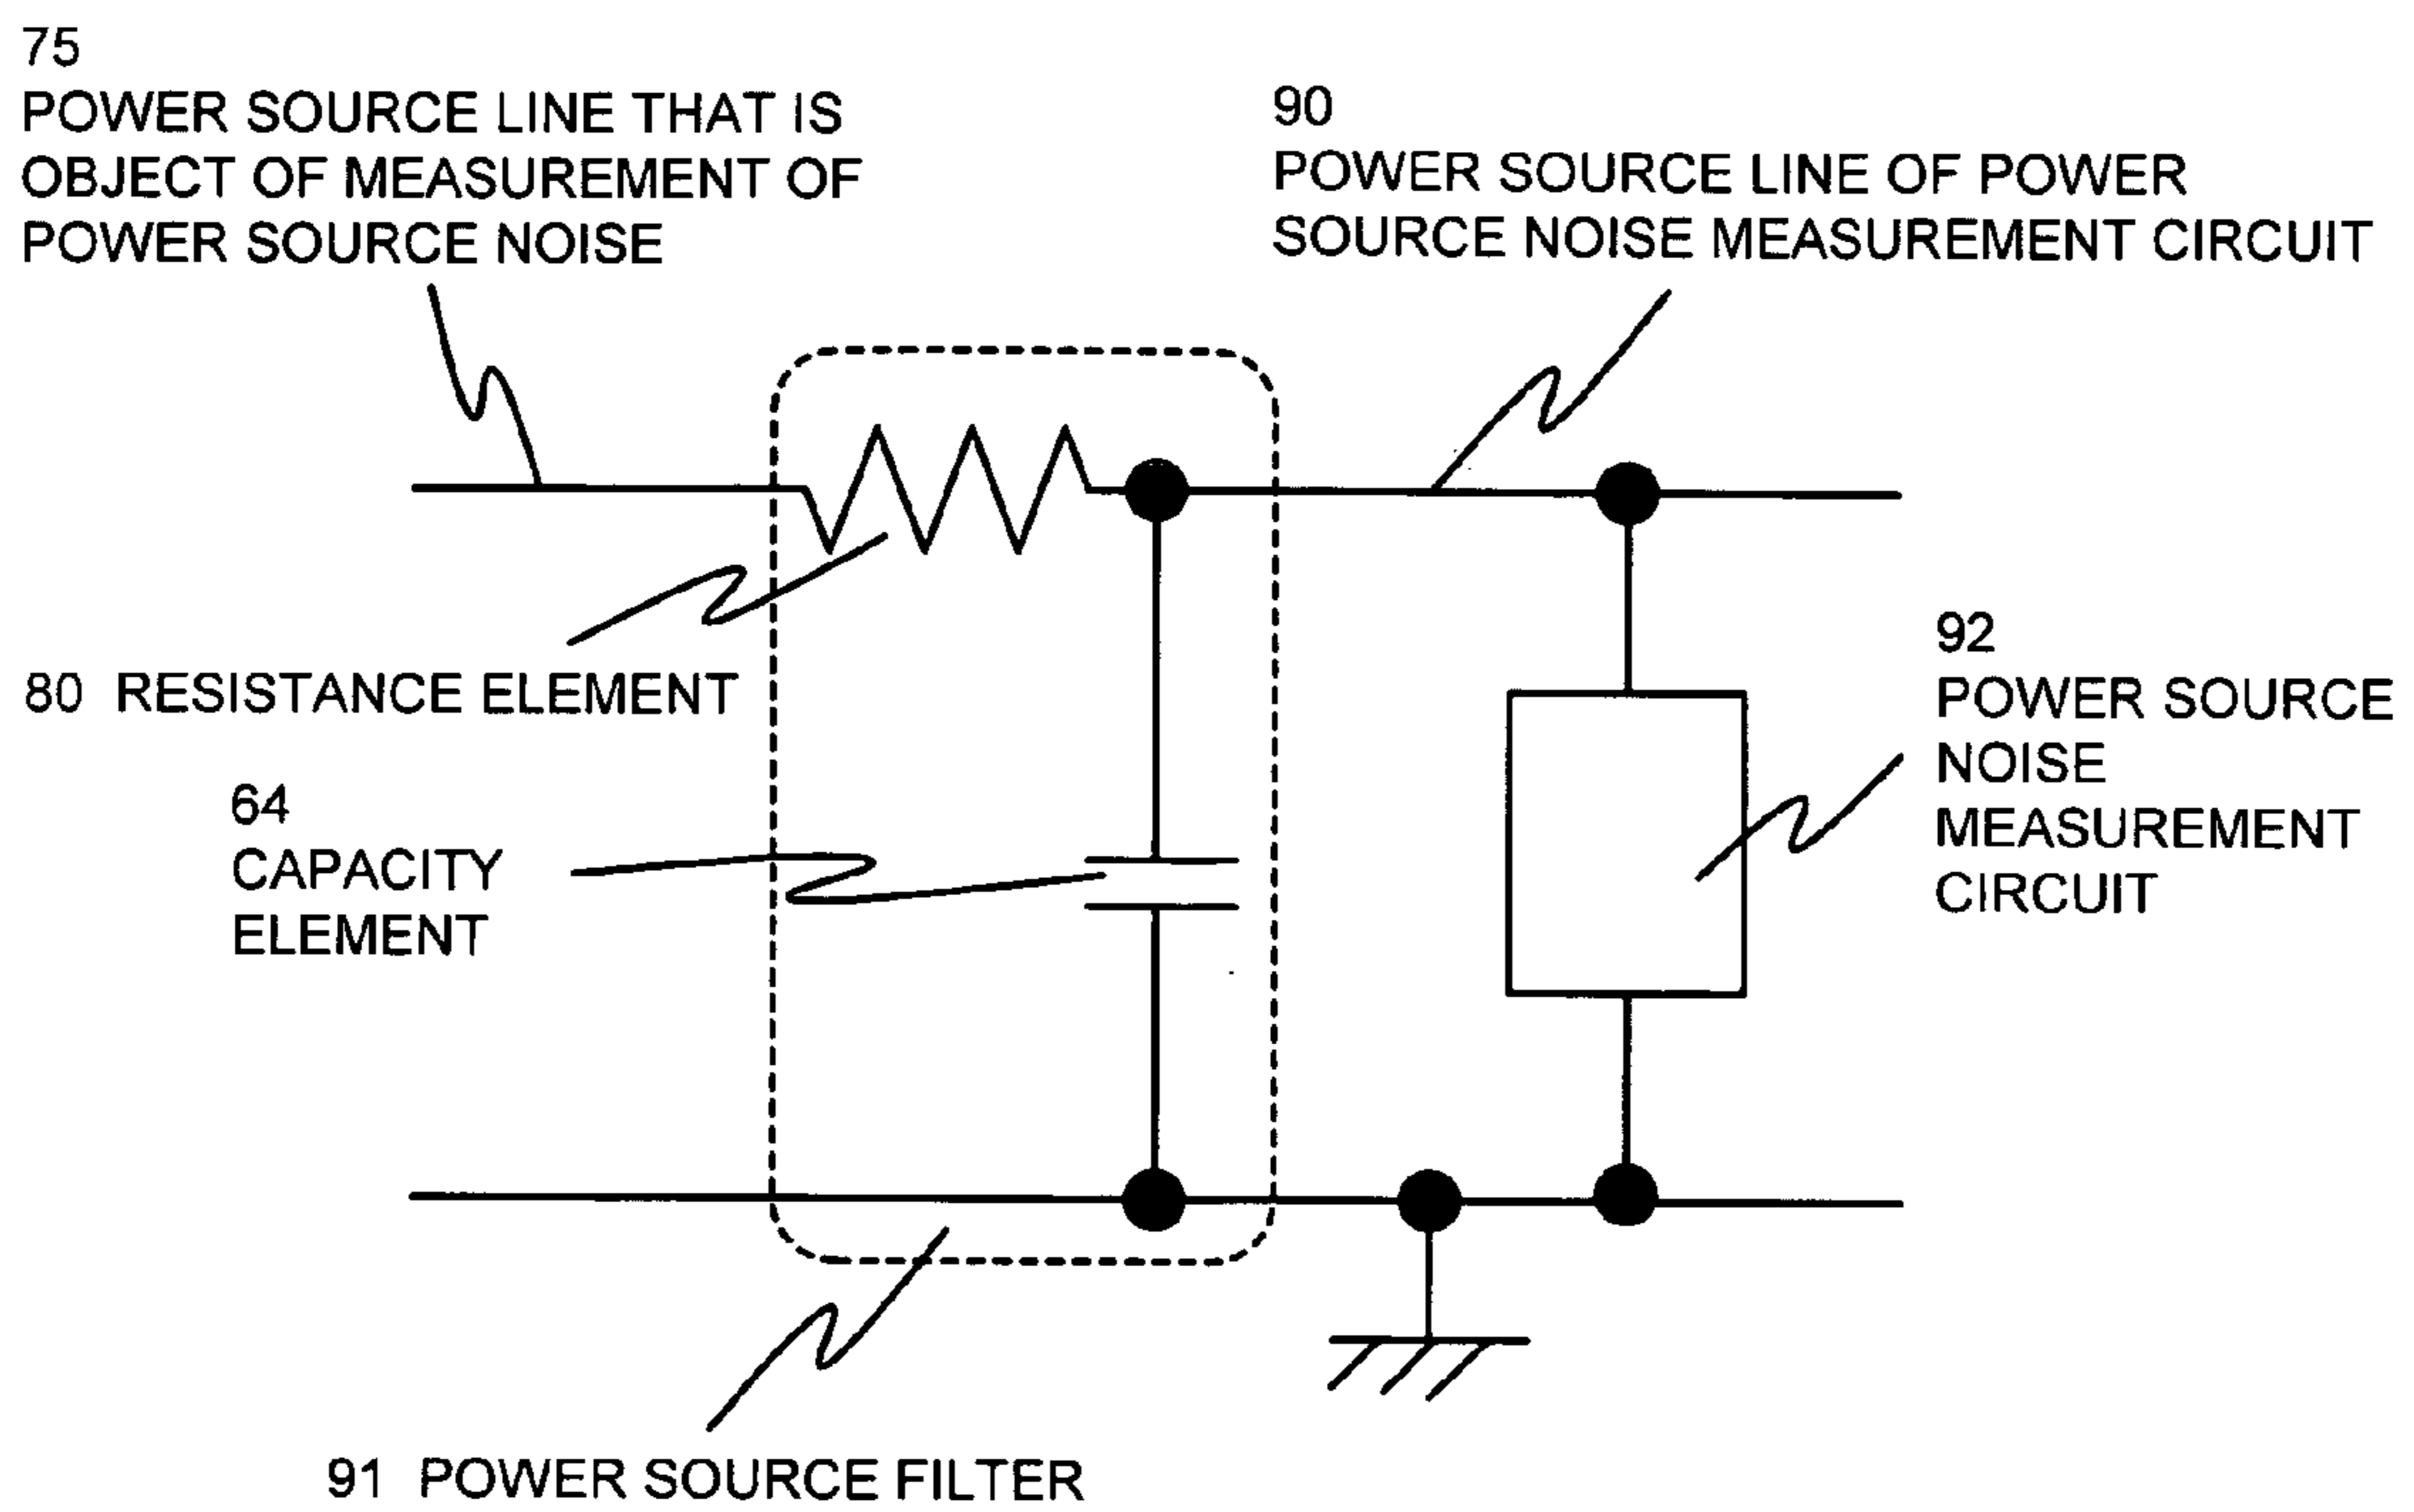 75
POWER SOURCE LINE THAT IS
OBJECT OF MEASUREMENT OF
POWER SOURCE NOISE
90
POWER SOURCE LINE OF POWER
SOURCE NOISE MEASUREMENT CIRCUIT
80 RESISTANCE ELEMENT
64
CAPACITY
ELEMENT
92
POWER SOURCE
NOISE
MEASUREMENT
CIRCUIT
91 POWER SOURCE FILTER